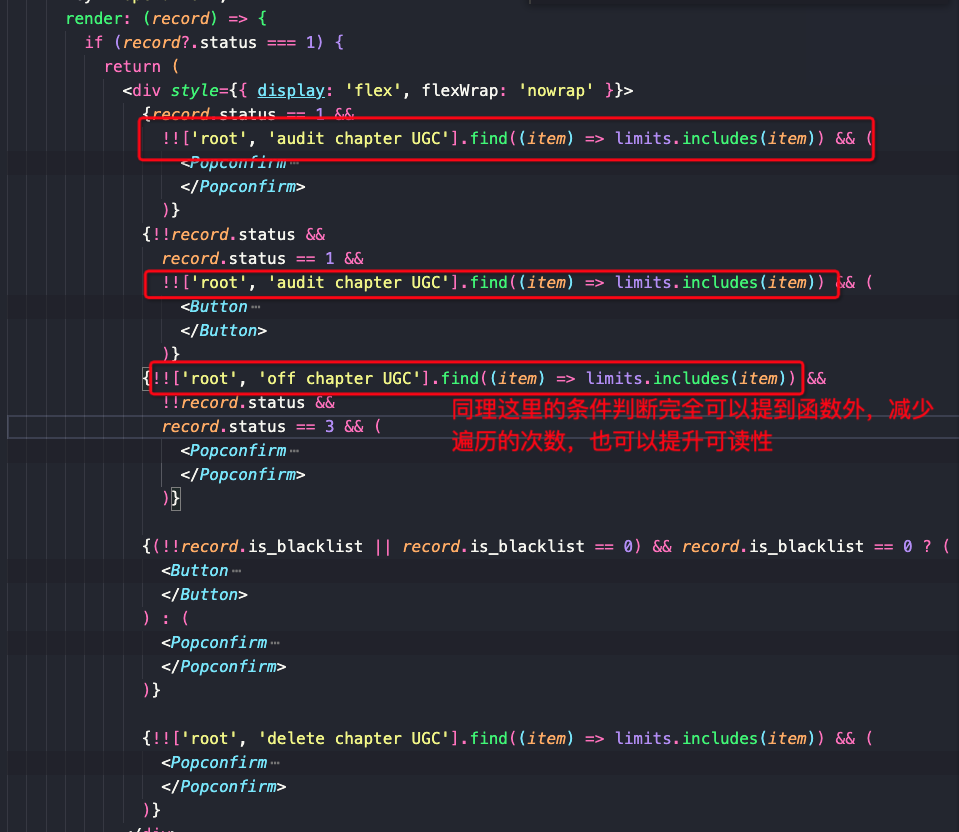 render: (record) => {
if (record?.status === 1) {
return (
<div style={{ display: 'flex', flexWrap: 'nowrap' }}>
{record.status == 1 &&
!!['root', 'audit chapter UGC'].find((item) => limits.includes(item)) && (
<Popconfirm…
</Popconfirm>
)}
{!!record.status &&
record.status == 1 &&
!!['root', 'audit chapter UGC'].find((item) => limits.includes(item)) && (
<Button…
</Button>
)}
{!!['root', 'off chapter UGC'].find((item) => limits.includes(item)) &&
!!record.status &&
同理这里的条件判断完全可以提到函数外，减少
record.status == 3 && (
遍历的次数，也可以提升可读性
<Popconfirm…
</Popconfirm>
)}
{(!!record.is_blacklist || record.is_blacklist == 0) && record.is_blacklist == 0 ? (
<Button…
</Button>
) : (
<Popconfirm…
</Popconfirm>
)}
{!!['root', 'delete chapter UGC'].find((item) => limits.includes(item)) && (
<Popconfirm…
</Popconfirm>
)}
</div>